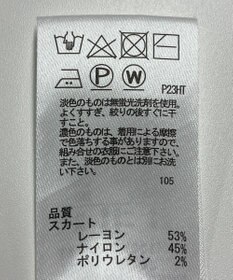 P23HT
P W
淡色のものは無蛍光洗剤を使用。
よくすすぎ、絞りの後すぐに干
すこと。
濃色のものは、着用による摩擦
で色落ちする事がありますので、
組み合せの衣服にご注意下さい。
また、淡色のものとは別にお洗
い下さい。
105
品質
スカート
レーヨン 53%
ナイロン 45%
ポリウレタン 2%